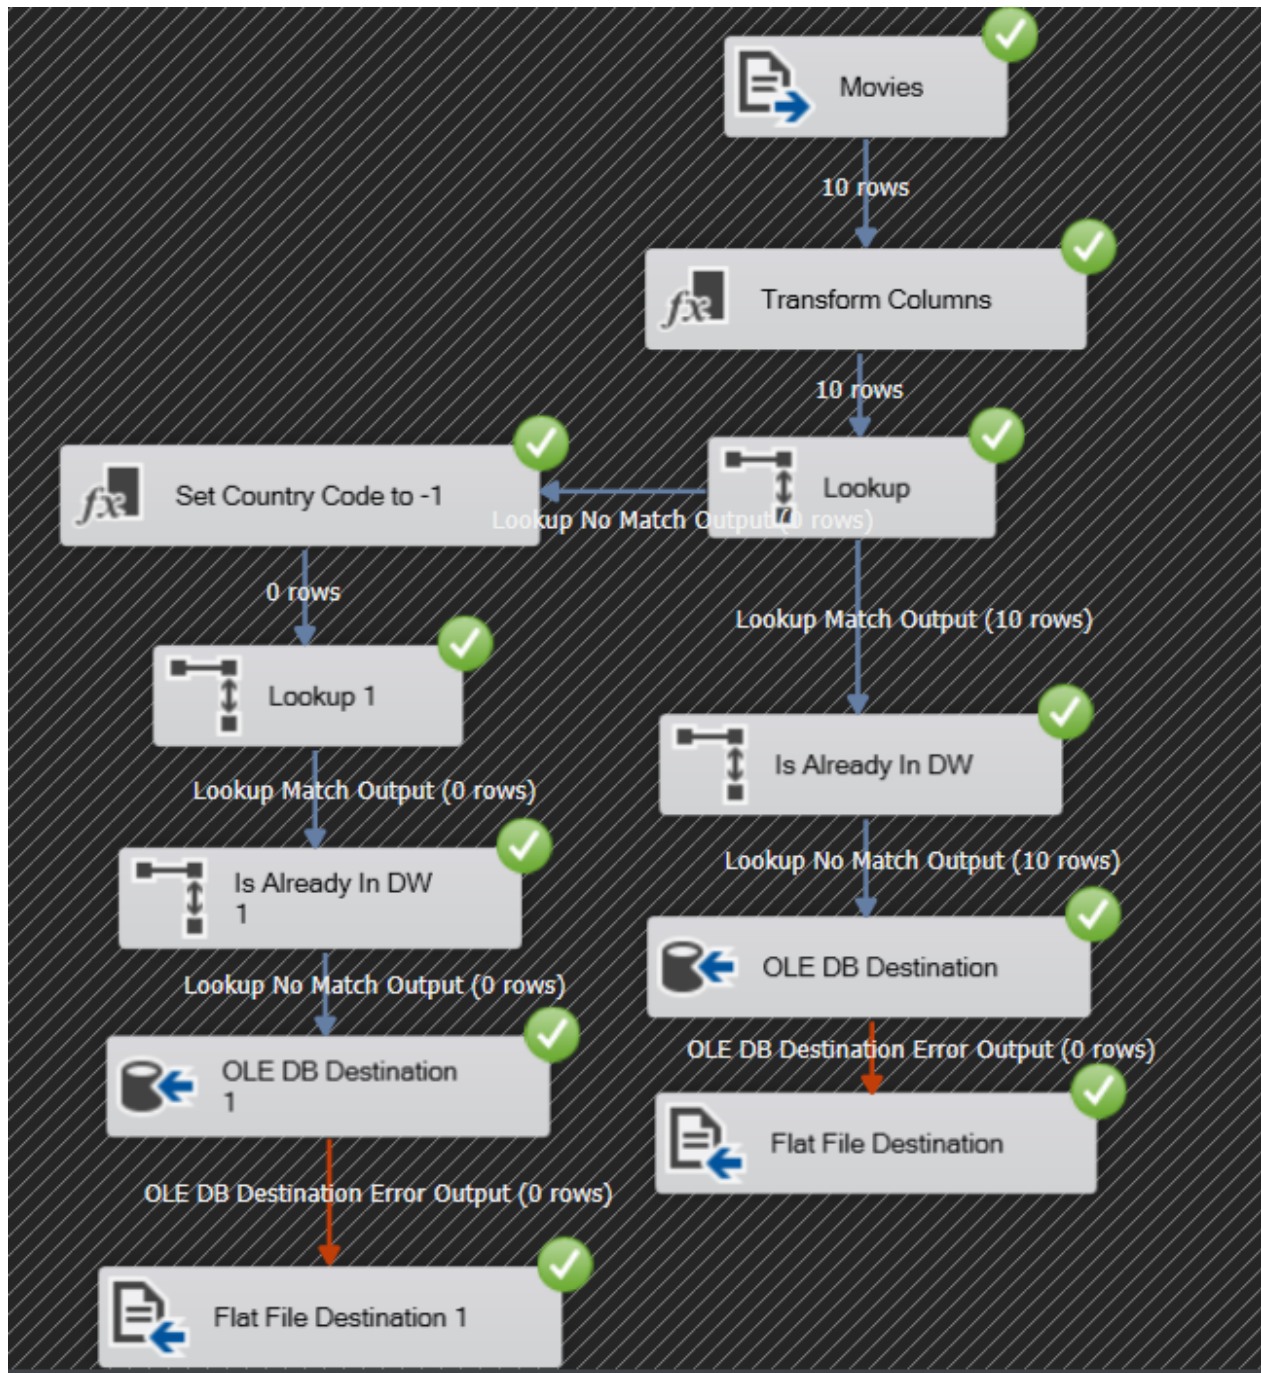 Movies
10 rows
Transform Columns
10 rows
Set Country Code to -1
Lookup
Lookup No Match Output (0 rows)
0 rows
Lookup Match Output (10 rows)
Lookup 1
Is Already In DW
Lookup Match Output (0 rows)
Lookup No Match Output (10 rows)
Is Already In DW
1
OLE DB Destination
Lookup No Match Output (0 rows)
OLE DB Destination Error Output (0 rows)
OLE DB Destination
1
Flat File Destination
OLE DB Destination Error Output (0 rows)
Flat File Destination 1